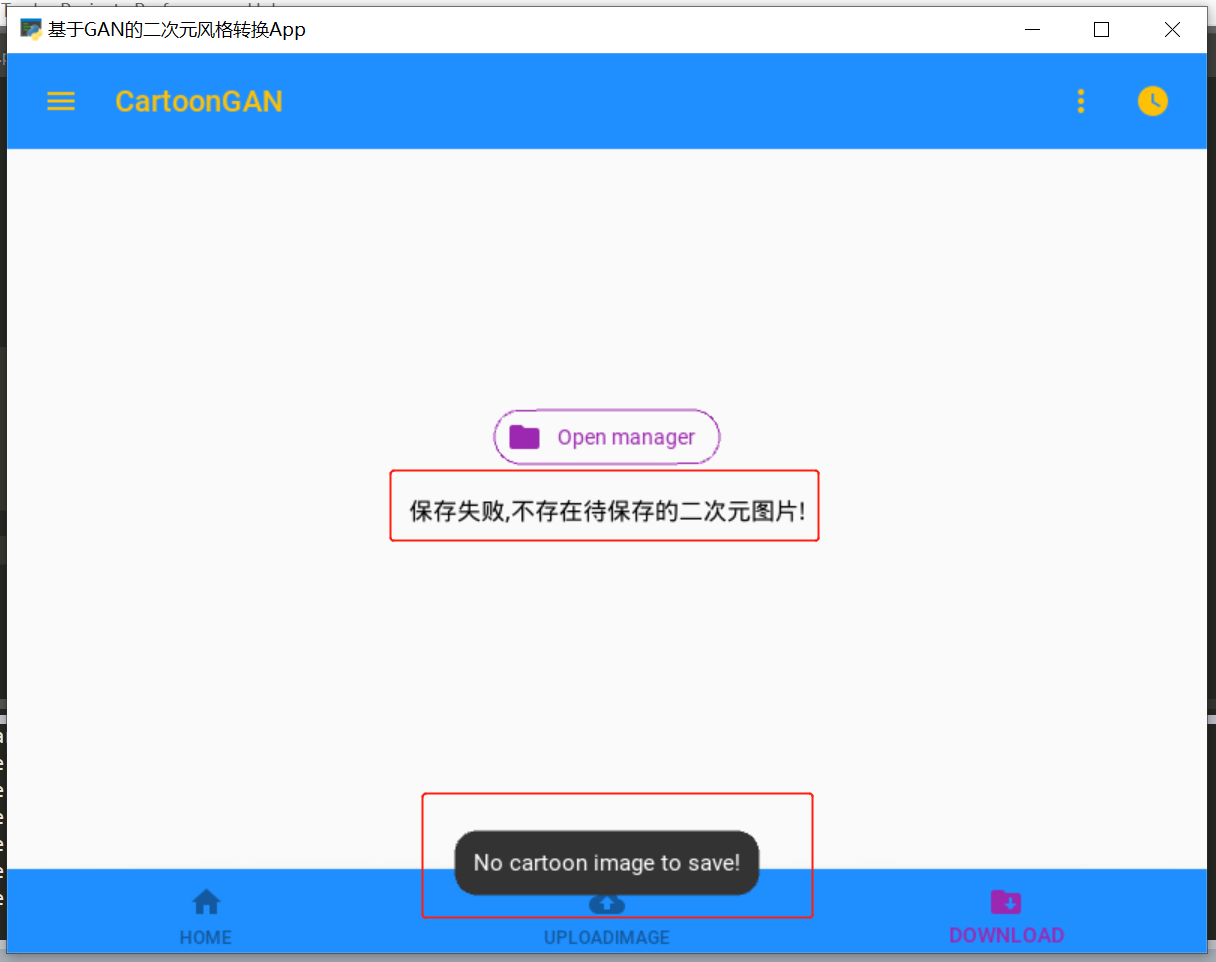 基于GAN的二次元风格转换App
CartoonGAN
Open manager
保存失败,不存在待保存的二次元图片!
No cartoon image to save!
HOME
UPLOADIMAGE
DOWNLOAD